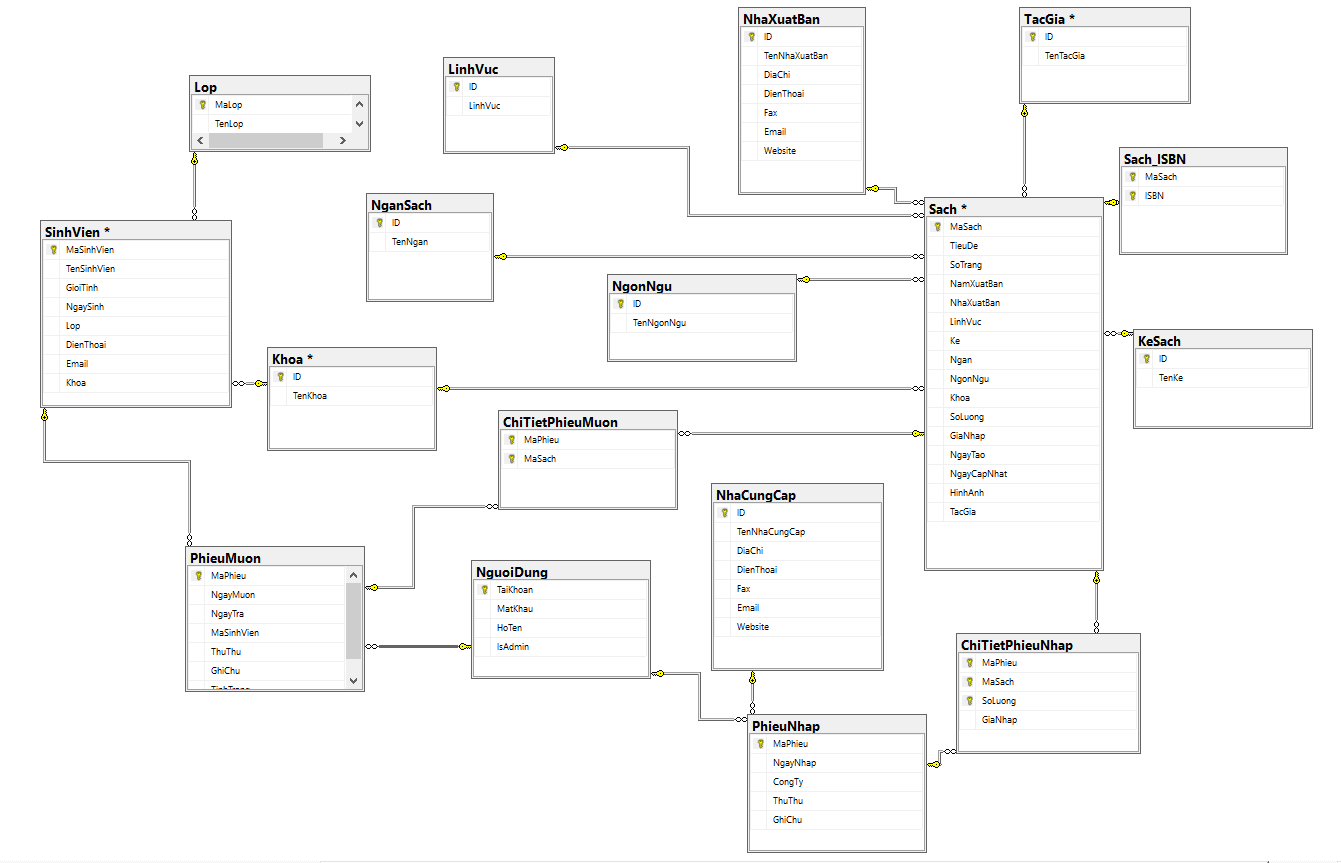 NhaXuatBan
ID
TenNhaXuatBan
DiaChi
DienThoai
Fax
Email
Website
TacGia *
ID
TenTacGia
LinhVuc
ID
LinhVuc
Lop
MaLop
TenLop
Sach_ISBN
MaSach
ISBN
NganSach
ID
TenNgan
Sach *
MaSach
TieuDe
SoTrang
NamXuatBan
NhaXuatBan
LinhVuc
Ke
Ngan
NgonNgu
Khoa
SoLuong
GiaNhap
NgayTao
NgayCapNhat
HinhAnh
TacGia
SinhVien *
MaSinhVien
TenSinhVien
GioiTinh
NgaySinh
Lop
DienThoai
Email
Khoa
NgonNgu
ID
TenNgonNgu
KeSach
ID
TenKe
Khoa *
ID
TenKhoa
ChiTietPhieuMuon
MaPhieu
MaSach
NhaCungCap
ID
TenNhaCungCap
DiaChi
DienThoai
Fax
Email
Website
PhieuMuon
MaPhieu
NgayMuon
NgayTra
MaSinhVien
ThuThu
GhiChu
TinhTrang
NguoiDung
TaiKhoan
MatKhau
HoTen
IsAdmin
ChiTietPhieuNhap
MaPhieu
MaSach
SoLuong
GiaNhap
PhieuNhap
MaPhieu
NgayNhap
CongTy
ThuThu
GhiChu